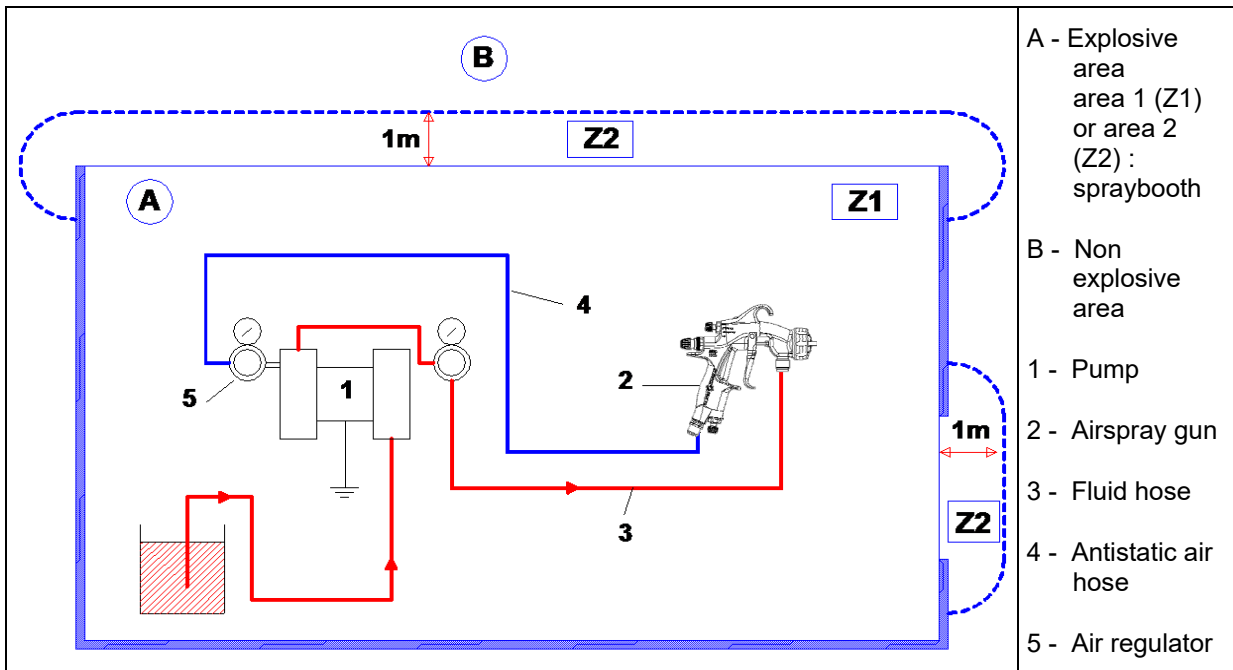 B
1m
Z2
A
Z1
4
5
1
2
1m
3
Z2
A - Explosive
area
area 1 (Z1)
or area 2
(Z2) :
spraybooth
B - Non
explosive
area
1 - Pump
2 - Airspray gun
3 - Fluid hose
4 - Antistatic air
hose
5 - Air regulator